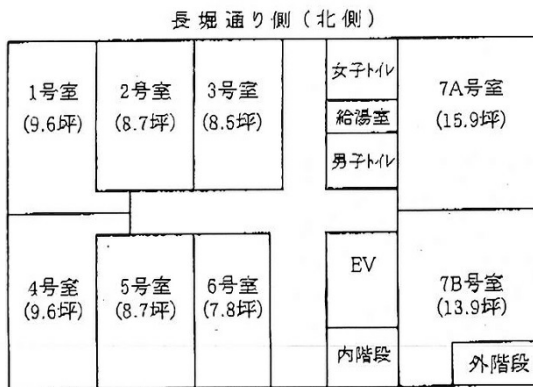 長堀通り側(北側)
1号室
(9.6坪)
2号室
(8.7坪)
3号室
(8.5坪)
女子トイレ
給湯室
男子トイレ
7A号室
(15.9坪)
4号室
(9.6坪)
5号室
(8.7坪)
6号室
(7.8坪)
EV
内階段
7B号室
(13.9坪)
外階段